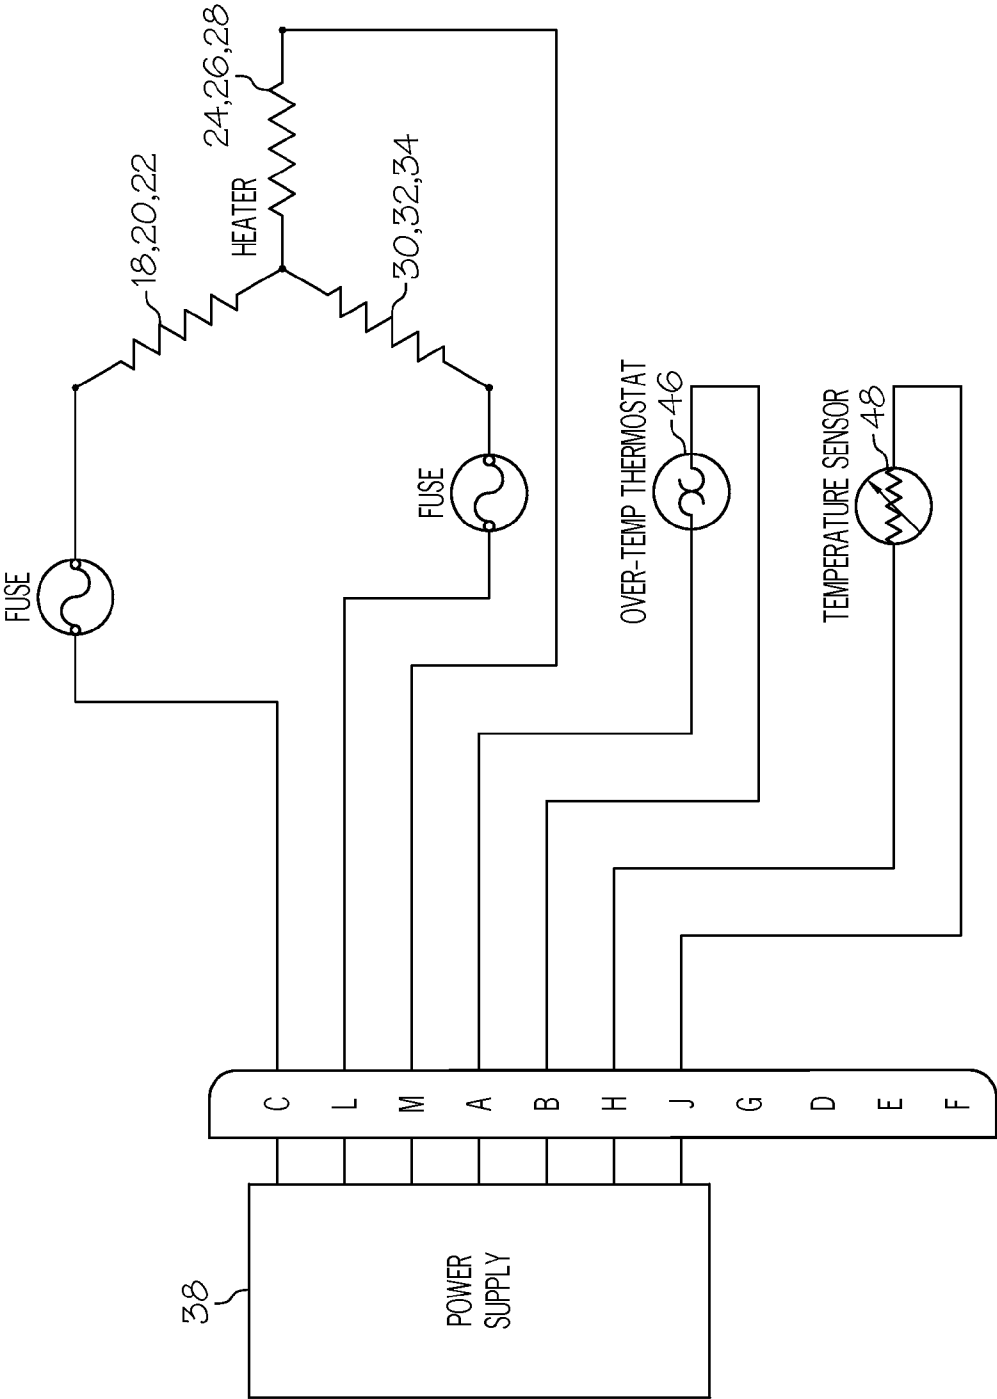 FUSE
18,20,22
24,26,28
HEATER
30,32,34
FUSE
OVER-TEMP THERMOSTAT
46
TEMPERATURE SENSOR
48
C
L
M
A
B
H
J
G
D
E
F
38
POWER
SUPPLY